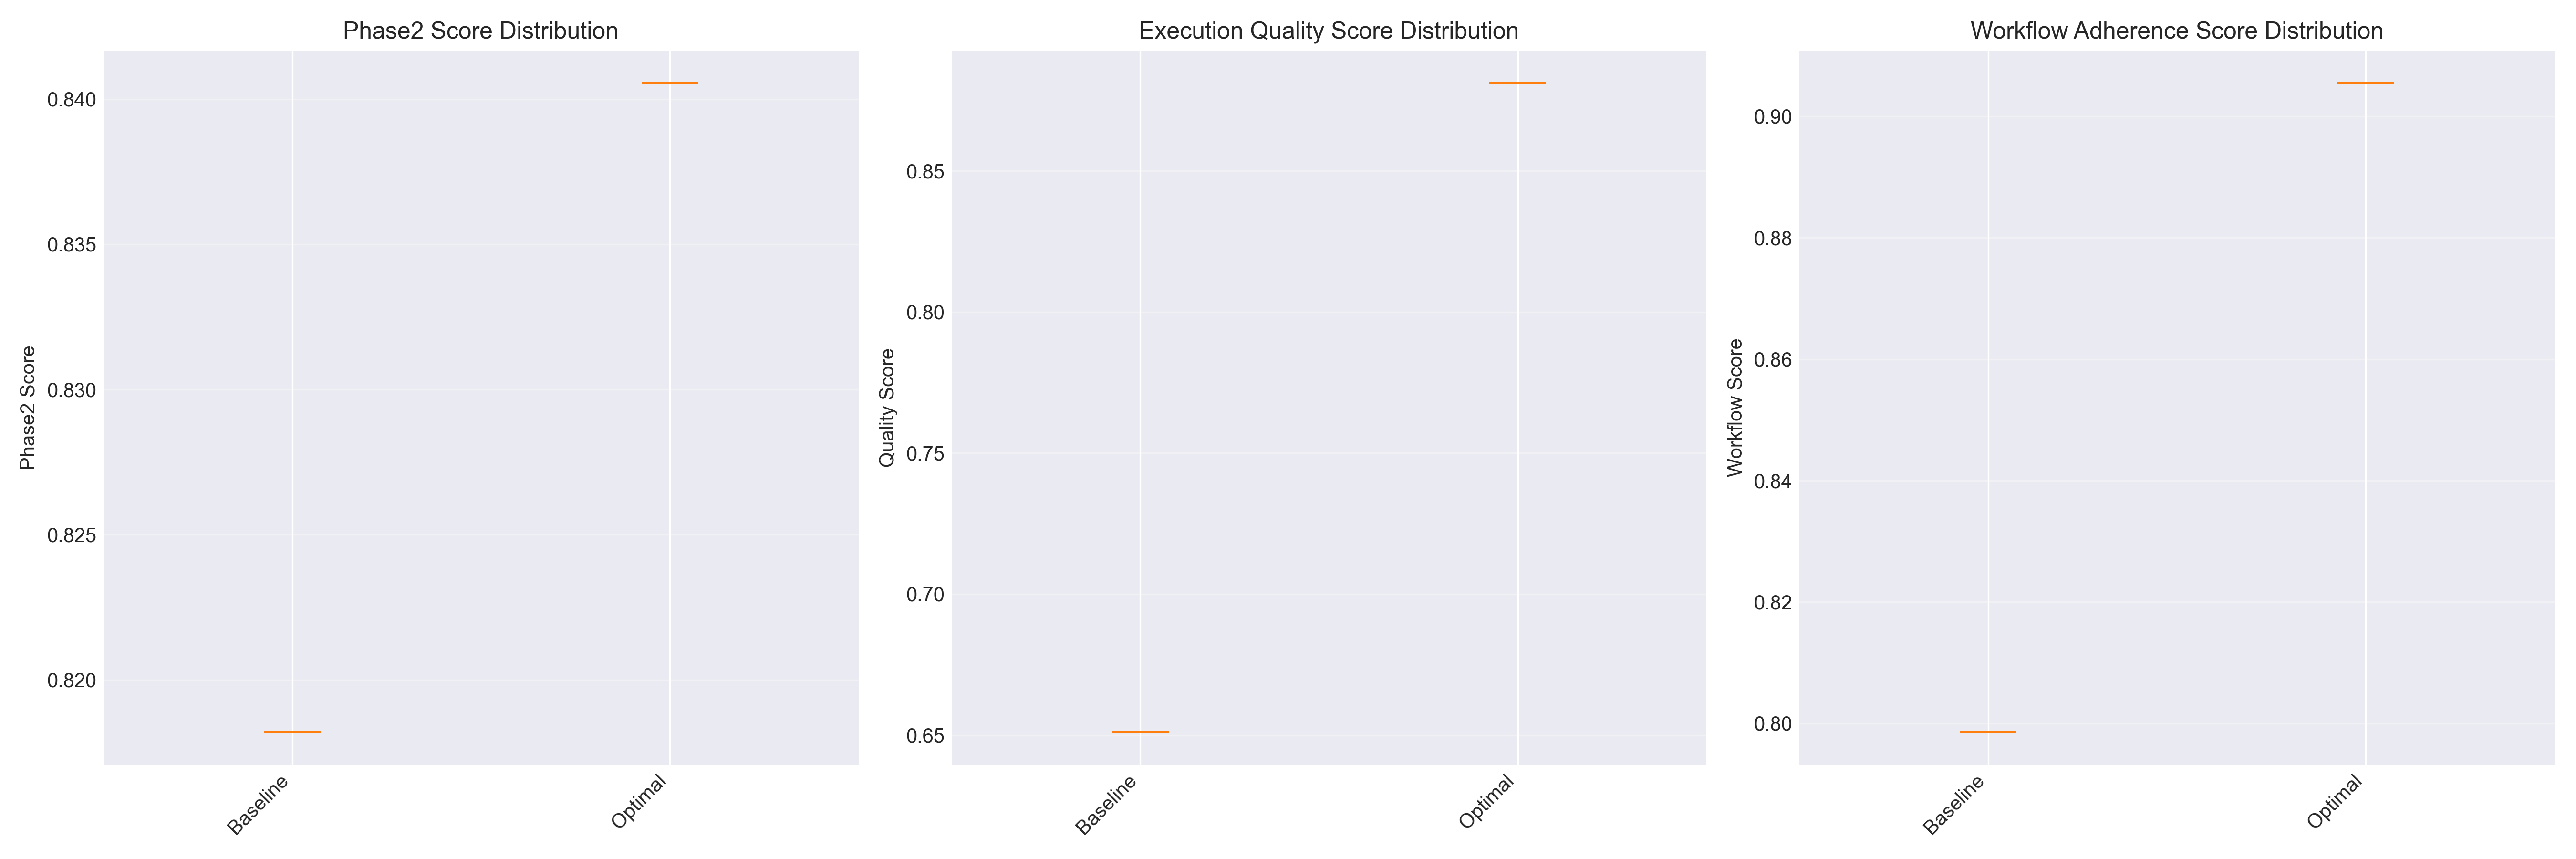 Phase2 Score Distribution
Phase2 Score
0.840
0.835
0.830
0.825
0.820
Baseline
Optimal
Execution Quality Score Distribution
Quality Score
0.85
0.80
0.75
0.70
0.65
Baseline
Optimal
Workflow Adherence Score Distribution
Workflow Score
0.90
0.88
0.86
0.84
0.82
0.80
Baseline
Optimal